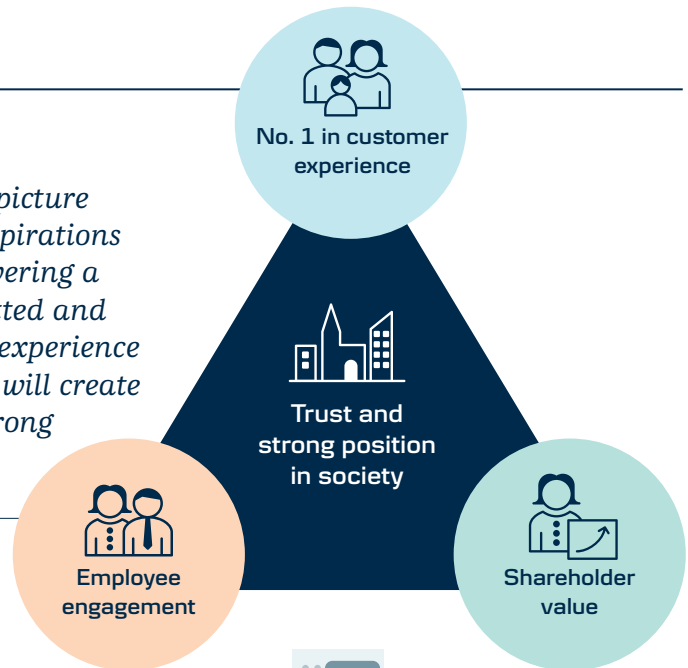 No. 1 in customer
experience
picture
pirations
vering a
ted and
experience
will create
rong
Trust and
strong position
in society
Employee
engagement
Shareholder
value